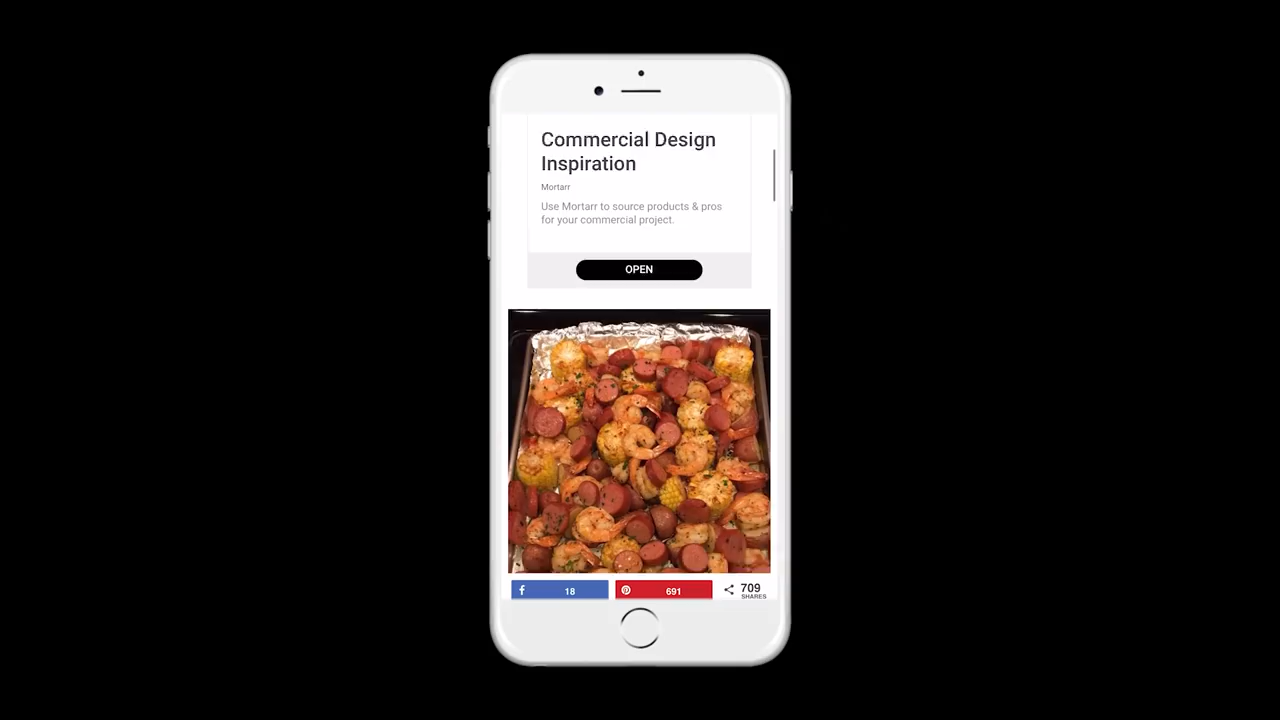 Commercial Design
Inspiration
Mortarr
Use Mortarr to source products & pros
for your commercial project.
OPEN
18
691
709
SHARES